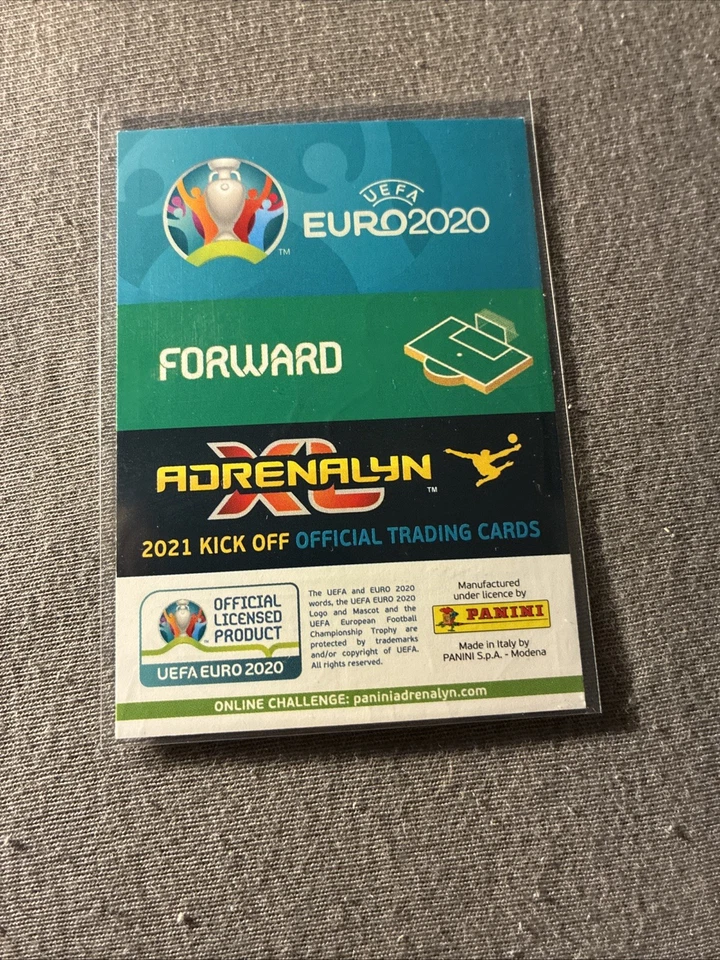 UEFA
EURO2020
TM
FORWARD
ADRENALYN
XL
TM
2021 KICK OFF OFFICIAL TRADING CARDS
OFFICIAL
LICENSED
PRODUCT
UEFA EURO 2020
The UEFA and EURO 2020
words, the UEFA EURO 2020
Logo and Mascot and the
UEFA European Football
Championship Trophy are
protected by trademarks
and/or copyright of UEFA.
All rights reserved.
Manufactured
under licence by
PANINI
Made in Italy by
PANINI S.p.A. - Modena
ONLINE CHALLENGE: paniniadrenalyn.com